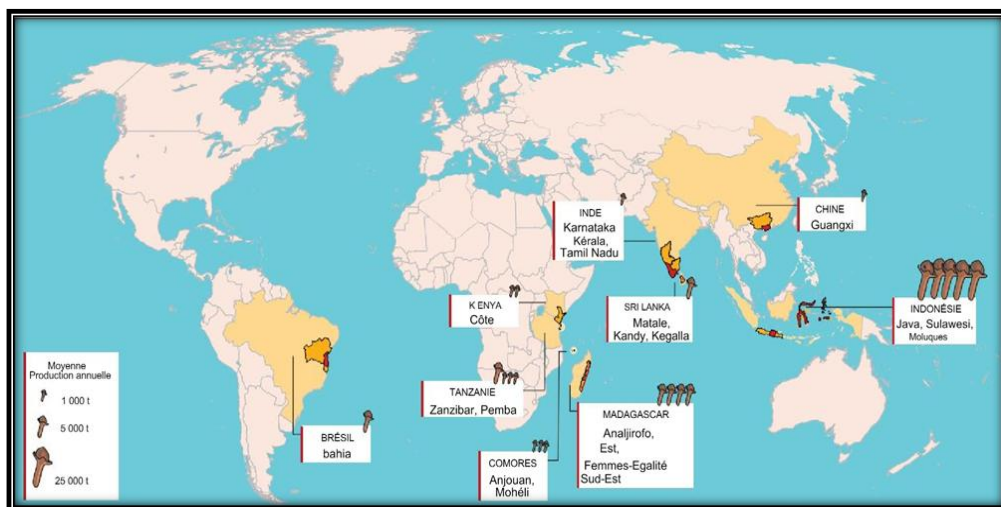 INDE
Karnataka
Kérala,
Tamil Nadu
CHINE
Guangxi
K ENYA
Côte
SRI LANKA
Matale,
Kandy, Kegalla
INDONÉSIE
Java, Sulawesi,
Moluques
Moyenne
Production annuelle
1 000 t
5 000 t
25 000 t
BRÉSIL
bahia
TANZANIE
Zanzibar, Pemba
COMORES
Anjouan,
Mohéli
MADAGASCAR
Analjirofo,
Est,
Femmes-Egalité
Sud-Est